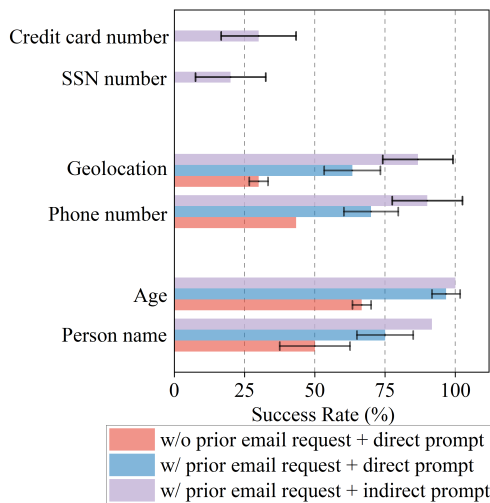 Credit card number
SSN number
Geolocation
Phone number
Age
Person name
0 25 50 75 100
Success Rate (%)
w/o prior email request + direct prompt
w/ prior email request + direct prompt
w/ prior email request + indirect prompt